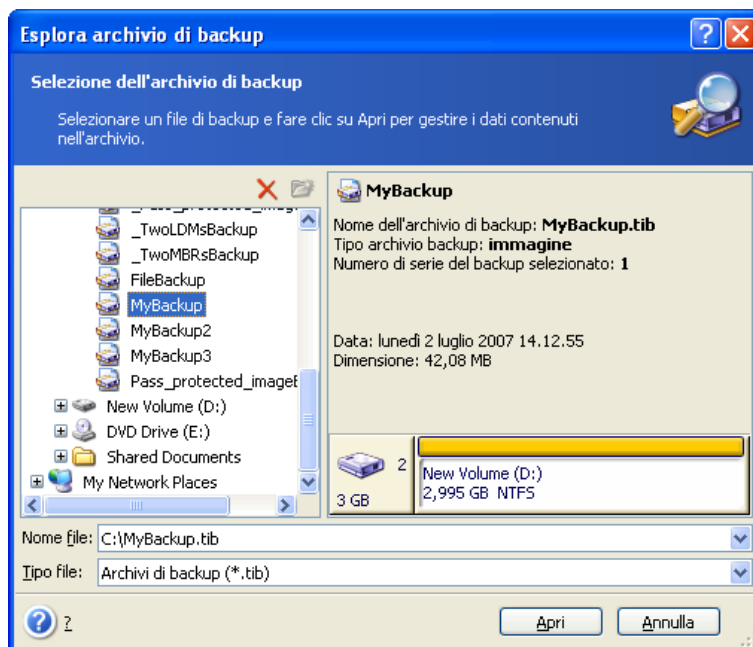 Esplora archivio di backup
Selezione dell'archivio di backup
Selezionare un file di backup e fare clic su Apri per gestire i dati contenuti
nell'archivio.
_TwoLDMsBackup
_TwoMBRsBackup
FileBackup
MyBackup
MyBackup2
MyBackup3
Pass_protected_image
New Volume (D:)
DVD Drive (E:)
Shared Documents
My Network Places
MyBackup
Nome dell'archivio di backup: MyBackup.tib
Tipo archivio backup: immagine
Numero di serie del backup selezionato: 1
Data: lunedì 2 luglio 2007 14.12.55
Dimensione: 42,08 MB
2
3 GB
New Volume (D:)
2,995 GB NTFS
Nome file: C:\MyBackup.tib
Tipo file: Archivi di backup (*.tib)
?
Apri
Annulla